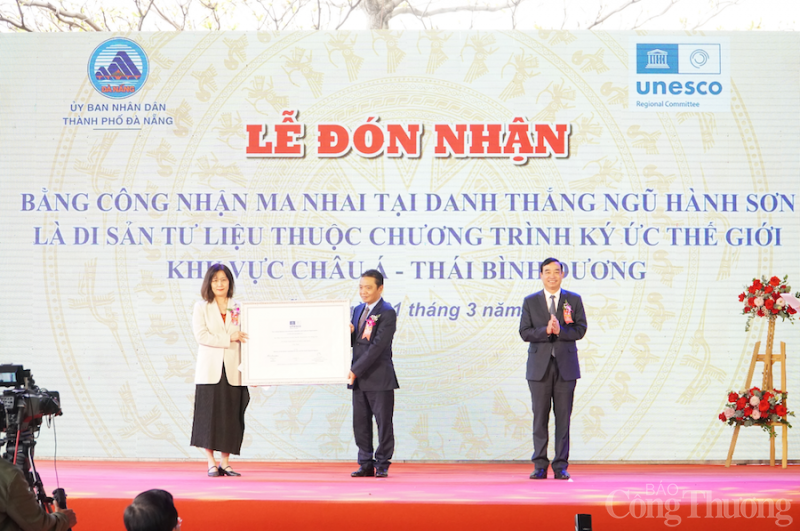 ỦY BAN NHÂN DÂN
THÀNH PHỐ ĐÀ NẴNG
unesco
Regional Committee
LỄ ĐÓN NHẬN
BẰNG CÔNG NHẬN MA NHAI TẠI DANH THẮNG NGŨ HÀNH SƠN
LÀ DI SẢN TƯ LIỆU THUỘC CHƯƠNG TRÌNH KÝ ỨC THẾ GIỚI
KHU VỰC CHÂU Á - THÁI BÌNH DƯƠNG
1 tháng 3 năm
BÁO
Công Thương